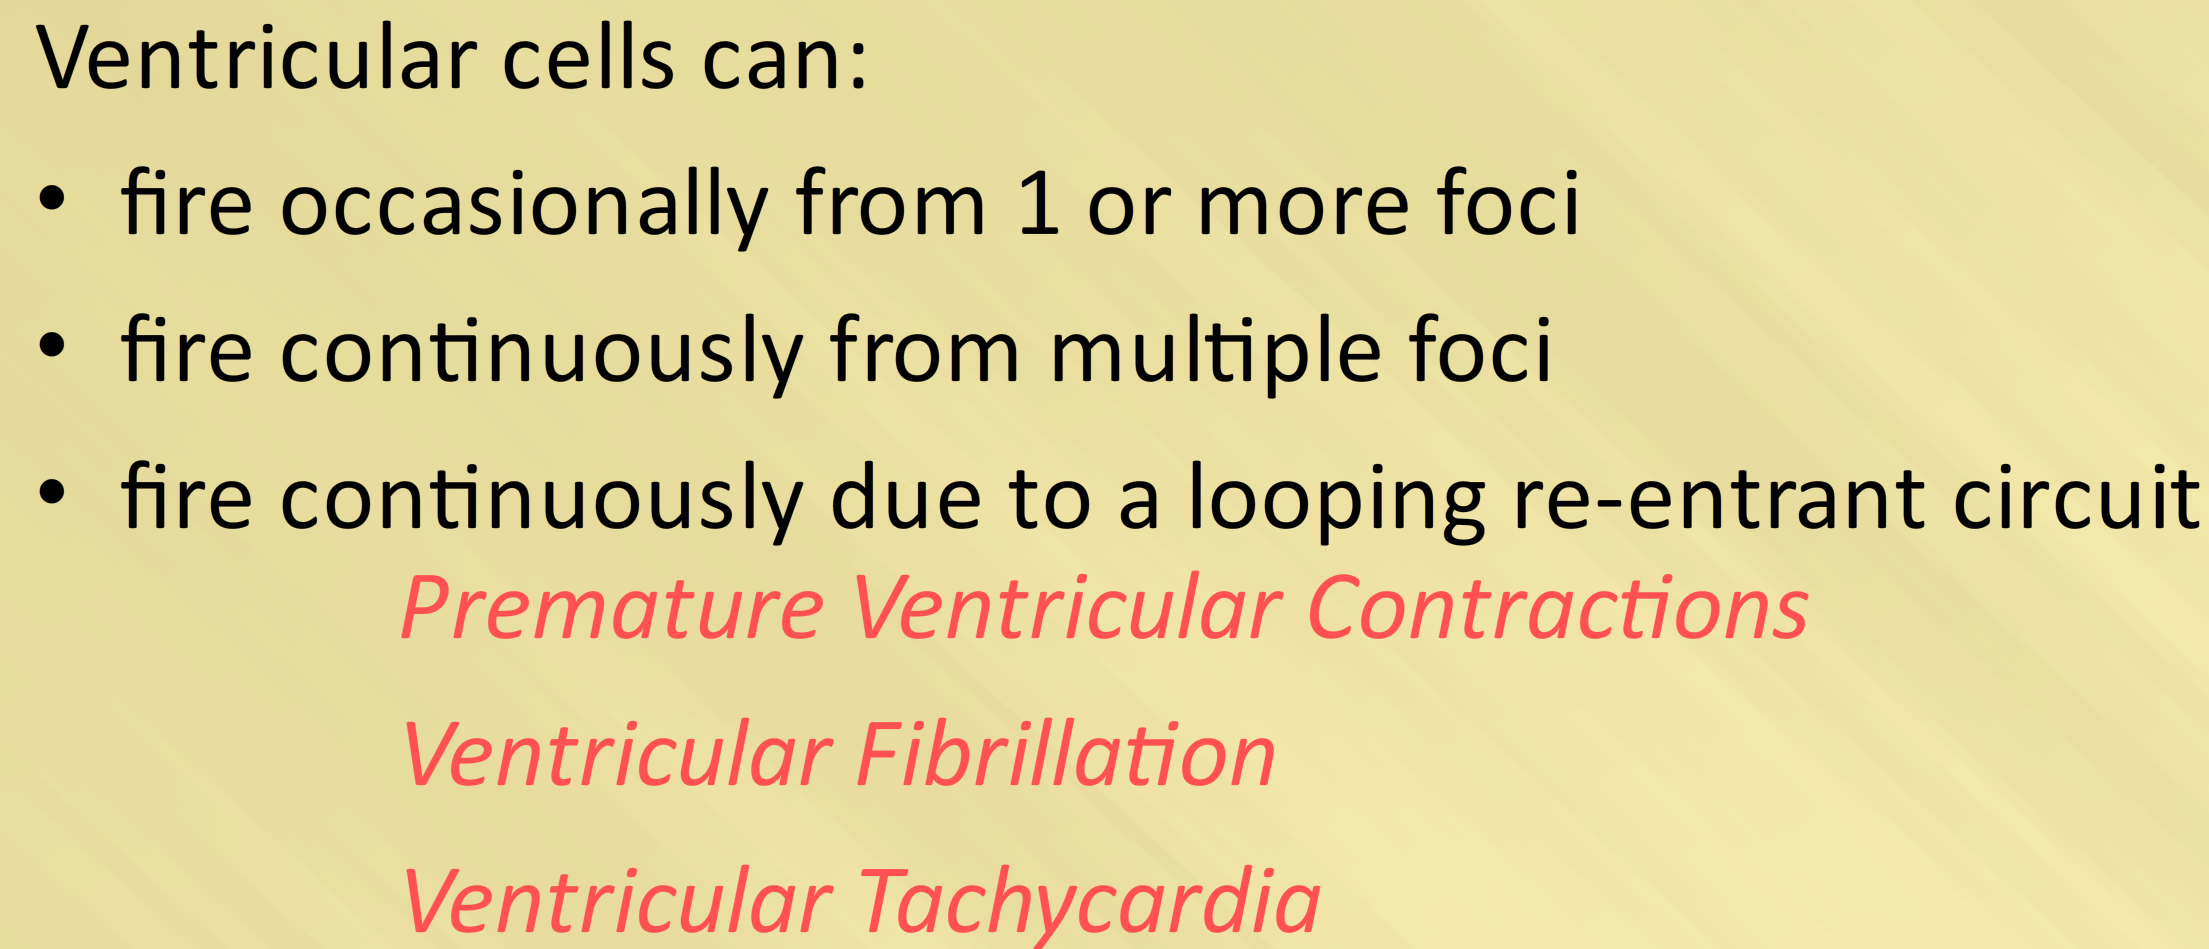 Ventricular cells can:
• fire occasionally from 1 or more foci
• fire continuously from multiple foci
• fire continuously due to a looping re-entrant circuit
Premature Ventricular Contractions
Ventricular Fibrillation
Ventricular Tachycardia